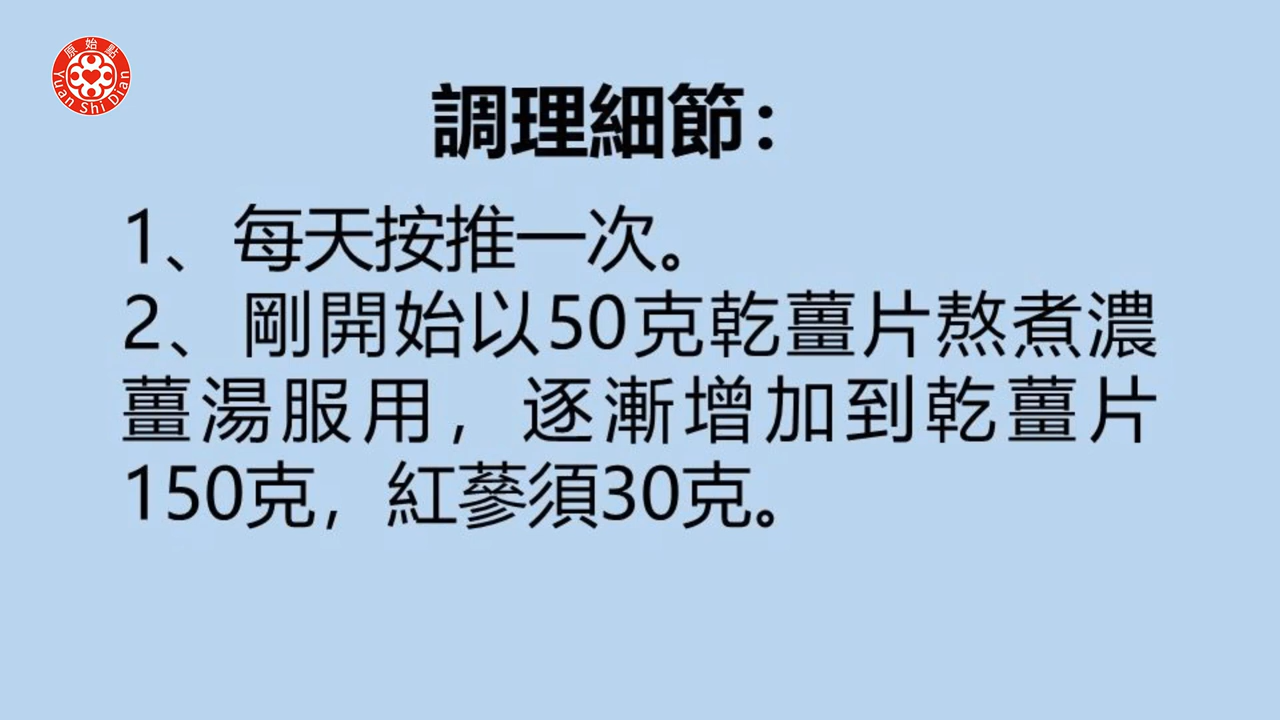 原始點
Yuan Shi Dian
調理細節：
1、每天按推一次。
2、剛開始以50克乾薑片熬煮濃
薑湯服用，逐漸增加到乾薑片
150克，紅蔘須30克。